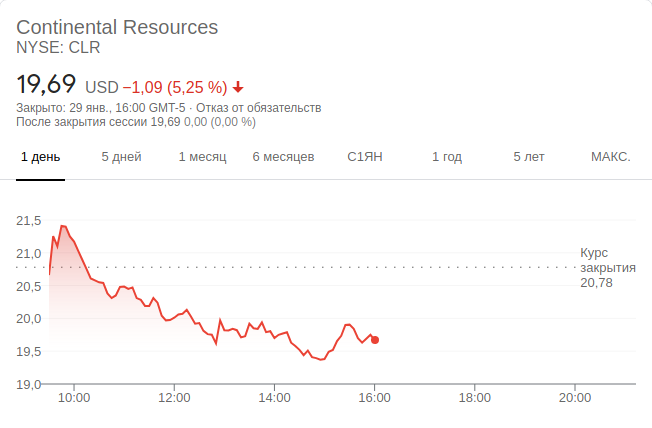 Continental Resources
NYSE: CLR
19,69 USD −1,09 (5,25 %)
Закрыто: 29 янв., 16:00 GMT-5 · Отказ от обязательств
После закрытия сессии 19,69 0,00 (0,00 %)
1 день 5 дней 1 месяц 6 месяцев С1ЯН 1 год 5 лет МАКС.
21,5
21,0
20,5
20,0
19,5
19,0
Курс
закрытия
20,78
10:00 12:00 14:00 16:00 18:00 20:00